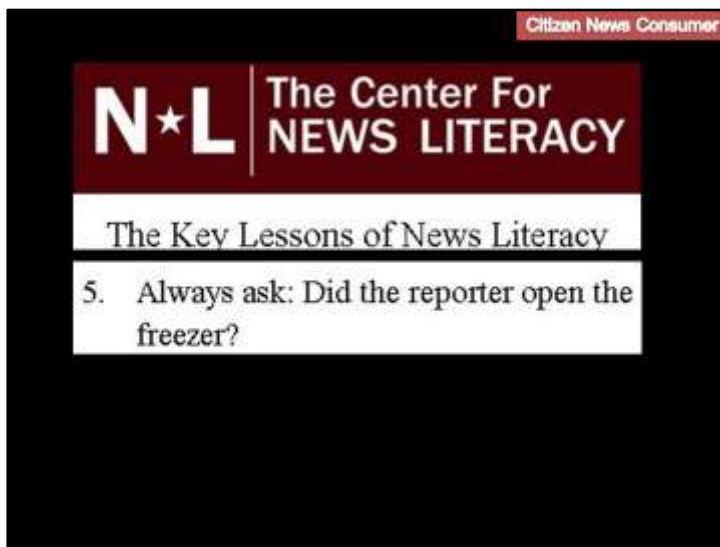 Citizen News Consumer
N★L
The Center For
NEWS LITERACY
The Key Lessons of News Literacy
5. Always ask: Did the reporter open the
freezer?